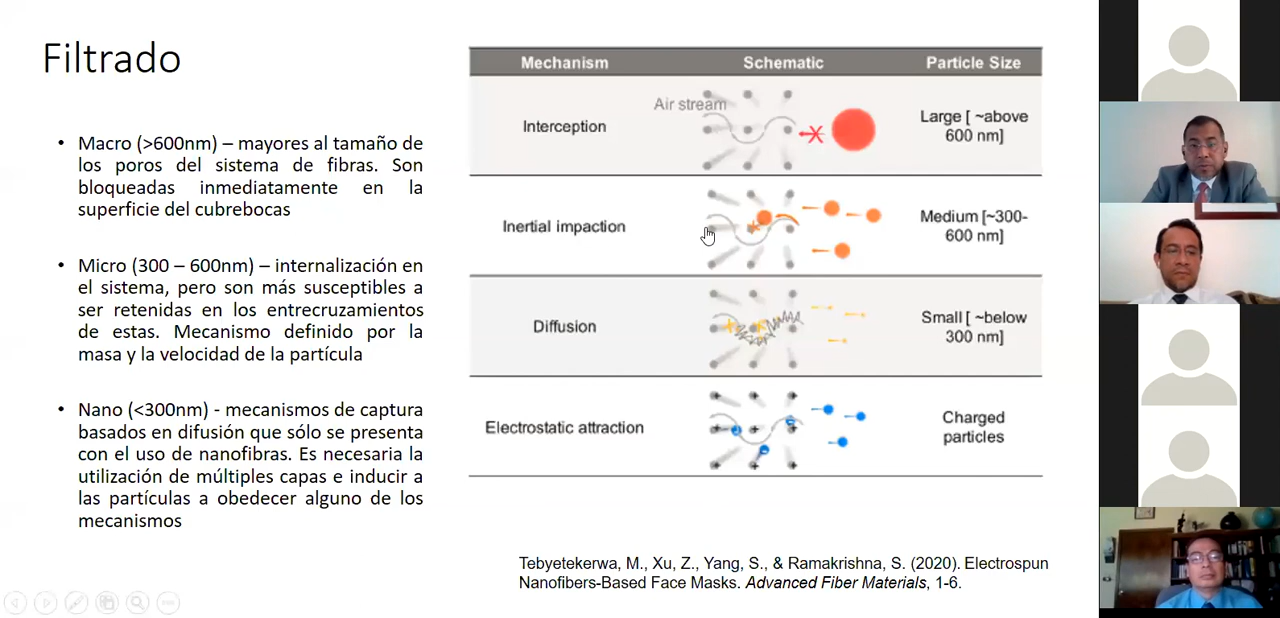 Filtrado
• Macro (>600nm) – mayores al tamaño de
los poros del sistema de fibras. Son
bloqueadas inmediatamente en la
superficie del cubrebocas
• Micro (300 – 600nm) – internalización en
el sistema, pero son más susceptibles a
ser retenidas en los entrecruzamientos
de estas. Mecanismo definido por la
masa y la velocidad de la partícula
• Nano (<300nm) - mecanismos de captura
basados en difusión que sólo se presenta
con el uso de nanofibras. Es necesaria la
utilización de múltiples capas e inducir a
las partículas a obedecer alguno de los
mecanismos
Mechanism Schematic Particle Size
Air stream
Interception
Large [ ~above
600 nm]
Inertial impaction
Medium [~300-
600 nm]
Diffusion
Small [ ~below
300 nm]
Electrostatic attraction
Charged
particles
Tebyetekerwa, M., Xu, Z., Yang, S., & Ramakrishna, S. (2020). Electrospun
Nanofibers-Based Face Masks. Advanced Fiber Materials, 1-6.